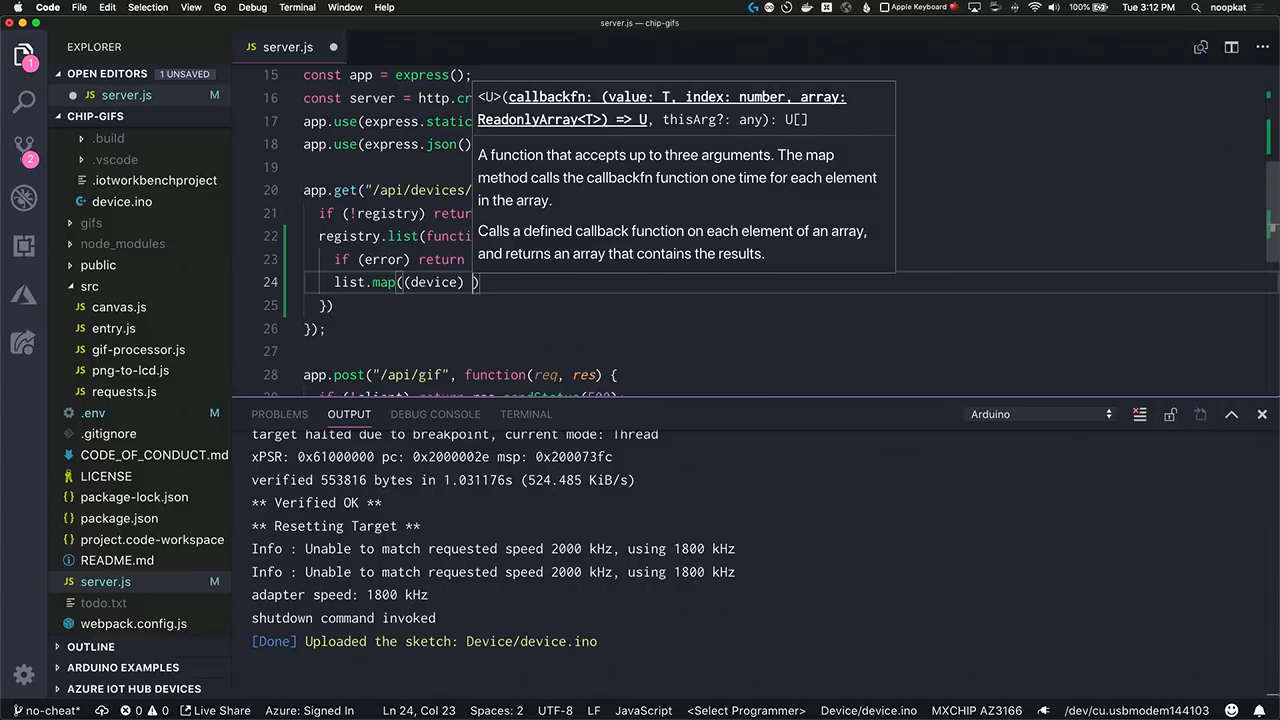 Code File Edit Selection View Go Debug Terminal Window Help
Apple Keyboard 100% Tue 3:12 PM noopkat
server.js — chip-gifs
EXPLORER
OPEN EDITORS 1 UNSAVED
server.js M
CHIP-GIFS
.build
.vscode
.iotworkbenchproject
device.ino
gifs
node_modules
public
src
JS canvas.js
JS entry.js
JS gif-processor.js
JS png-to-lcd.js
JS requests.js
.env M
.gitignore
CODE_OF_CONDUCT.md
LICENSE
{} package-lock.json
{} package.json
{} project.code-workspace
README.md
JS server.js M
todo.txt
webpack.config.js
OUTLINE
ARDUINO EXAMPLES
AZURE IOT HUB DEVICES
JS server.js
15 const app = express();
16 const server = http.cr
17 app.use(express.static
18 app.use(express.json()
19
20 app.get("/api/devices/
21 if (!registry) retur
22 registry.list(functi
23 if (error) return
24 list.map((device) )
25 })
26 });
27
28 app.post("/api/gif", function(req, res) {
<U>(callbackfn: (value: T, index: number, array:
ReadonlyArray<T>) => U, thisArg?: any): U[]
A function that accepts up to three arguments. The map
method calls the callbackfn function one time for each element
in the array.
Calls a defined callback function on each element of an array,
and returns an array that contains the results.
PROBLEMS OUTPUT DEBUG CONSOLE TERMINAL Arduino
target halted due to breakpoint, current mode: Thread
xPSR: 0x61000000 pc: 0x2000002e msp: 0x200073fc
verified 553816 bytes in 1.031176s (524.485 KiB/s)
** Verified OK **
** Resetting Target **
Info : Unable to match requested speed 2000 kHz, using 1800 kHz
Info : Unable to match requested speed 2000 kHz, using 1800 kHz
adapter speed: 1800 kHz
shutdown command invoked
[Done] Uploaded the sketch: Device/device.ino
no-cheat* 0 0 Live Share Azure: Signed In Ln 24, Col 23 Spaces: 2 UTF-8 LF JavaScript <Select Programmer> Device/device.ino MXCHIP AZ3166 /dev/cu.usbmodem144103